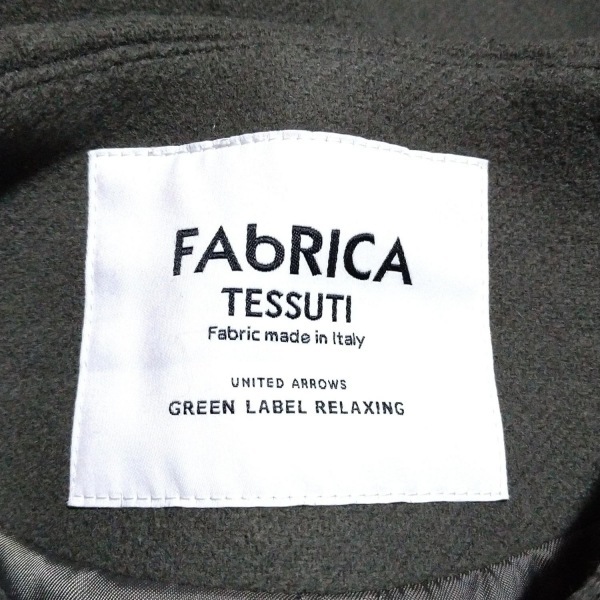 FAbRICA
TESSUTI
Fabric made in Italy
UNITED ARROWS
GREEN LABEL RELAXING